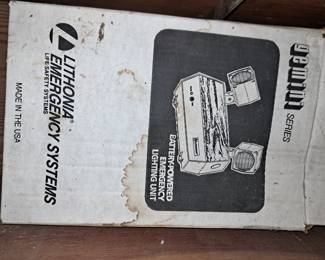 LITHONIA
EMERGENCY SYSTEMS
LIFE-SAFETY SYSTEMS
MADE IN THE USA
gemini
SERIES
BATTERY-POWERED
EMERGENCY
LIGHTING UNIT